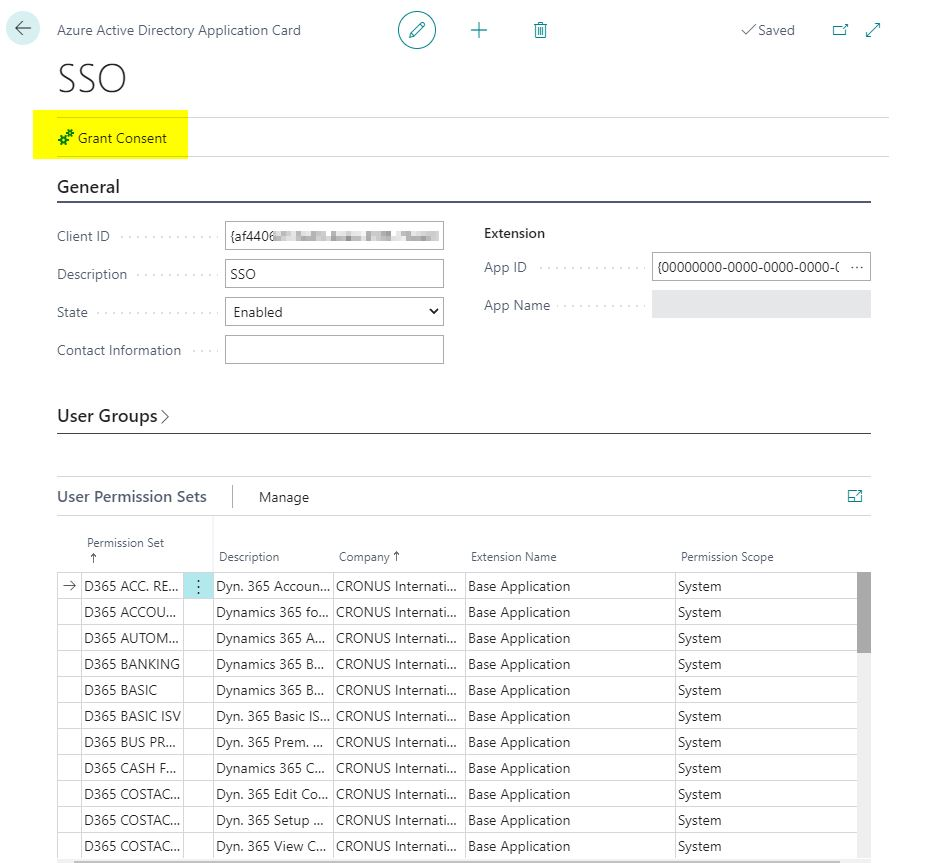 Azure Active Directory Application Card
Saved
SSO
Grant Consent
General
Client ID {af4406
Description SSO
State Enabled
Contact Information
Extension
App ID {00000000-0000-0000-0000-0 ...
App Name
User Groups
User Permission Sets Manage
Permission Set ↑ Description Company ↑ Extension Name Permission Scope
→ D365 ACC. RE... Dyn. 365 Accoun... CRONUS Internati... Base Application System
D365 ACCOU... Dynamics 365 fo... CRONUS Internati... Base Application System
D365 AUTOM... Dynamics 365 A... CRONUS Internati... Base Application System
D365 BANKING Dynamics 365 B... CRONUS Internati... Base Application System
D365 BASIC Dynamics 365 B... CRONUS Internati... Base Application System
D365 BASIC ISV Dyn. 365 Basic IS... CRONUS Internati... Base Application System
D365 BUS PR... Dyn. 365 Prem. ... CRONUS Internati... Base Application System
D365 CASH F... Dynamics 365 C... CRONUS Internati... Base Application System
D365 COSTAC... Dyn. 365 Edit Co... CRONUS Internati... Base Application System
D365 COSTAC... Dyn. 365 Setup ... CRONUS Internati... Base Application System
D365 COSTAC... Dyn. 365 View C... CRONUS Internati... Base Application System